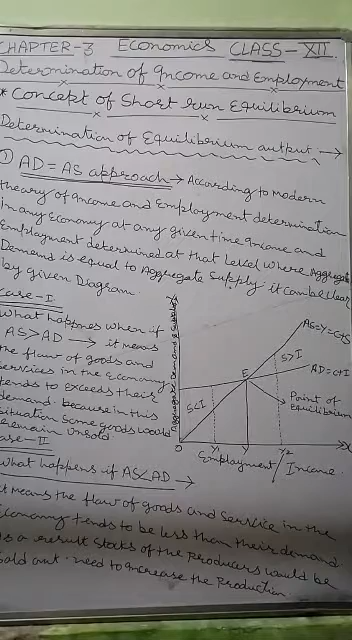 CHAPTER-3 Economics CLASS-XII
Determination of Income and Employment
* Concept of Short run Equilibrium
Determination of Equilibrium output →
① AD = AS approach → According to Modern
theory of Income and Employment determination
in any Economy at any given time Income and
Employment determined at that Level where Aggregate
Demand is equal to Aggregate Supply. it can be clear
by given Diagram.
Case-I
What happnes when if
AS>AD → it means
the flow of goods and
services in the Economy
tends to exceeds their
demand. because in this
situation some goods would
remain unsold.
Case-II
What happens if AS<AD →
it means the flow of goods and service in the
Economy tends to be less than their demand.
as a result stocks of the producers would be
sold out. need to increase the production
Aggregate Demand & Supply
Y
AS=Y=C+S
S>I
AD=C+I
E
S<I
Point of
Equilibrium
O Y1 Y Y2 X
Employment/Income